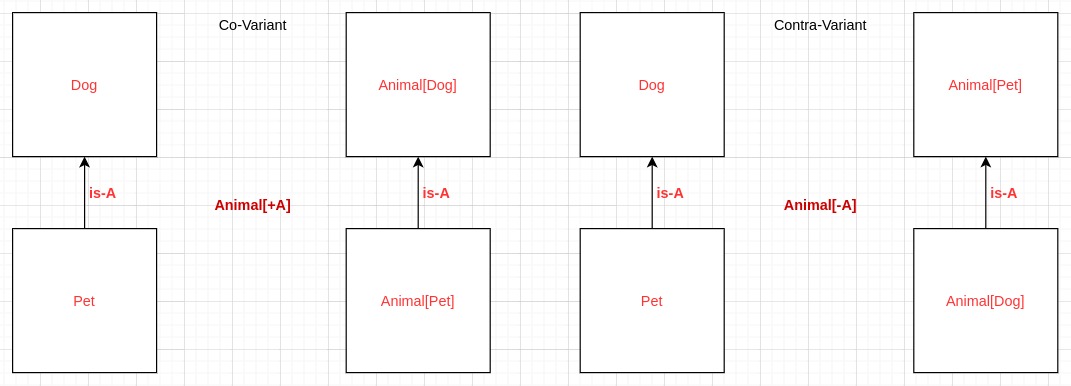 Co-Variant
Contra-Variant
Dog
Animal[Dog]
Dog
Animal[Pet]
is-A
is-A
is-A
is-A
Animal[+A]
Animal[-A]
Pet
Animal[Pet]
Pet
Animal[Dog]